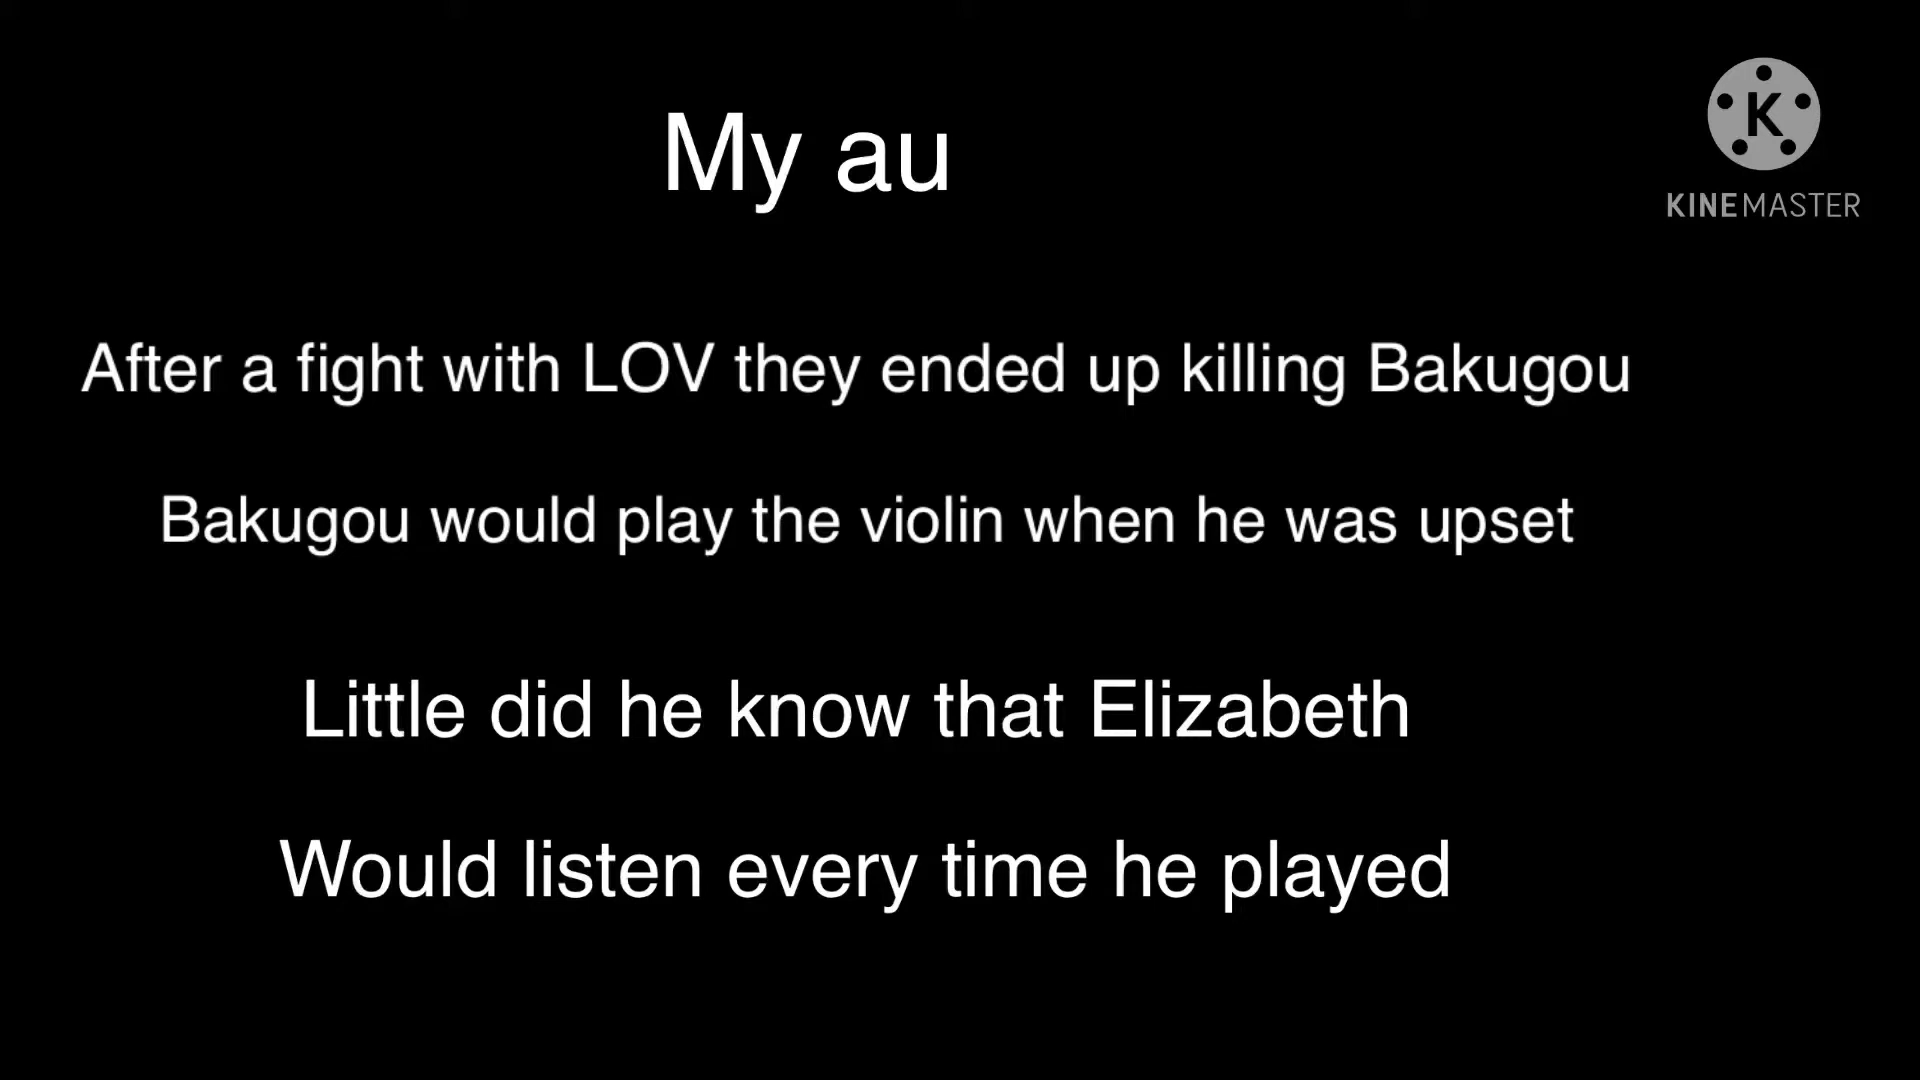 My au
K
KINEMASTER
After a fight with LOV they ended up killing Bakugou
Bakugou would play the violin when he was upset
Little did he know that Elizabeth
Would listen every time he played